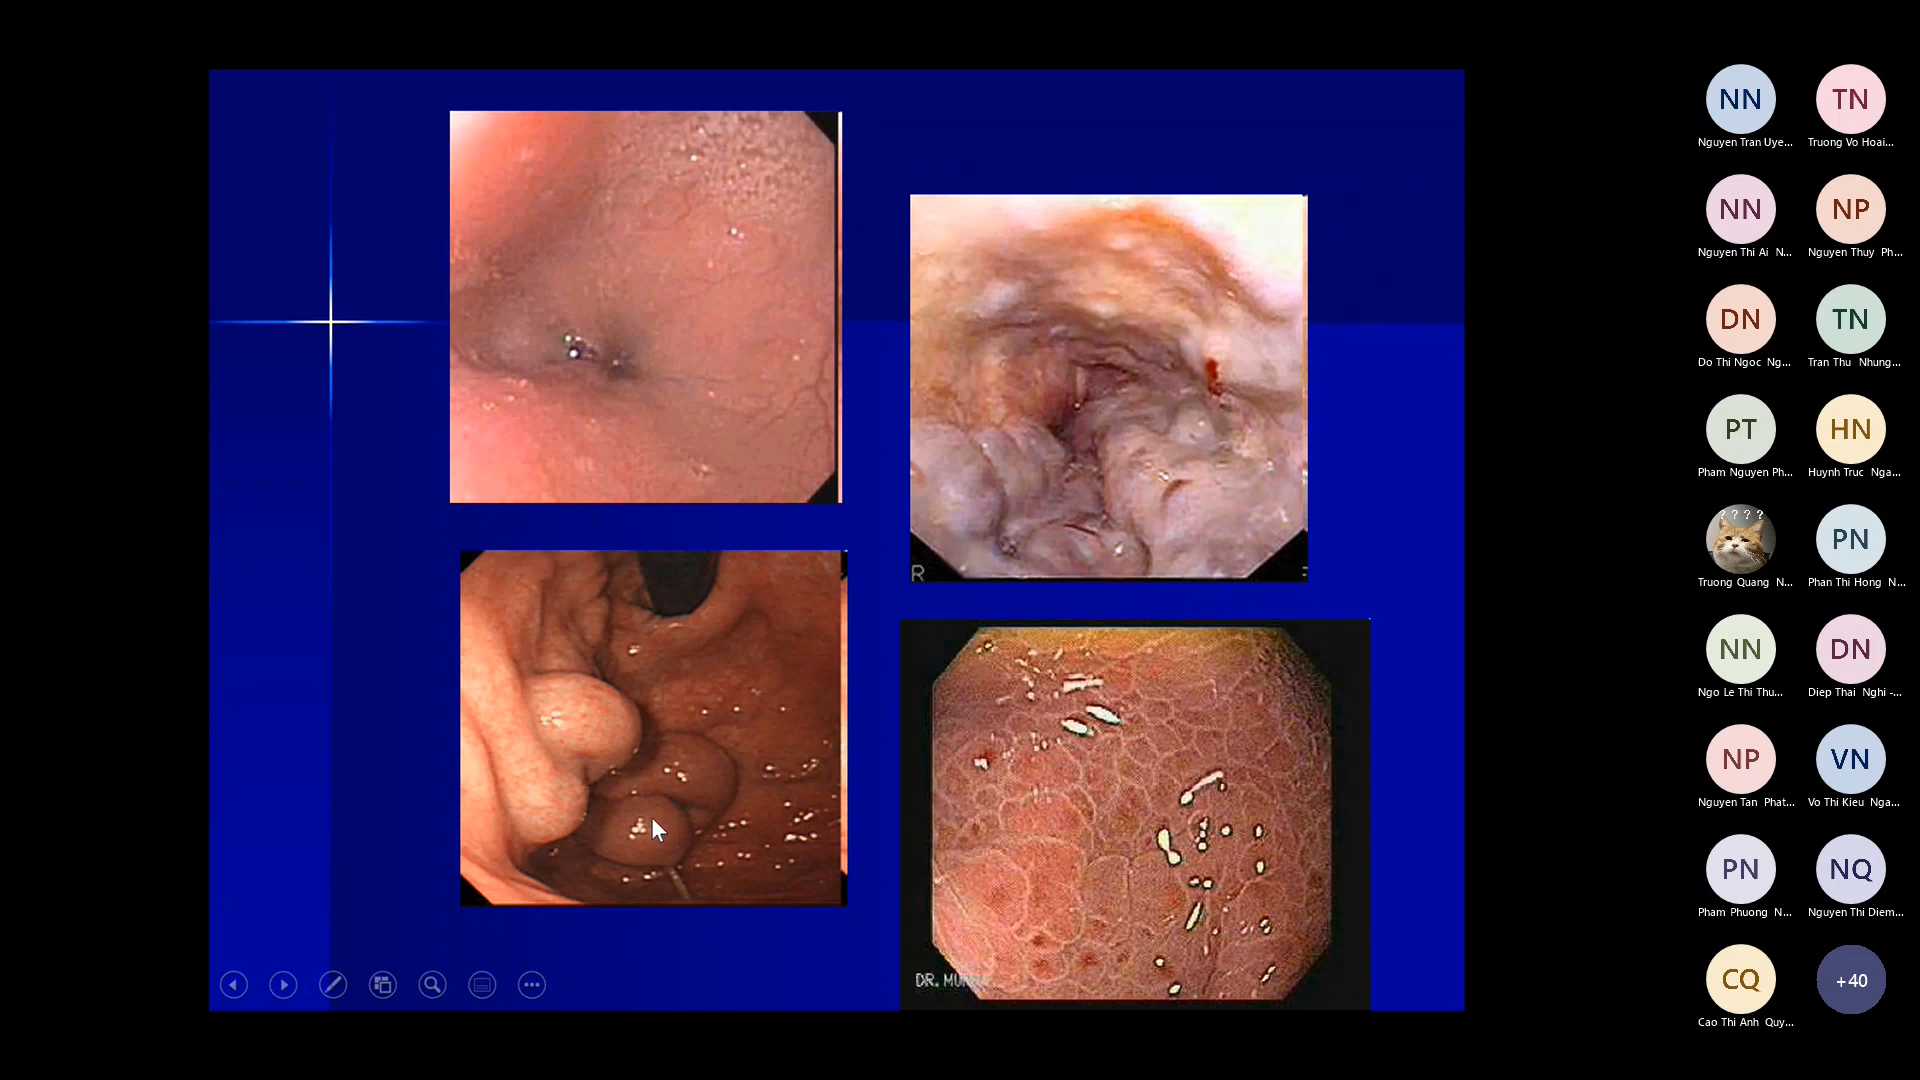 NN
TN
Nguyen Tran Uye...
Truong Vo Hoai...
NN
NP
Nguyen Thi Ai N...
Nguyen Thuy Ph...
DN
TN
Do Thi Ngoc Ng...
Tran Thu Nhung...
PT
HN
Pham Nguyen Ph...
Huynh Truc Nga...
? ? ? ?
PN
Truong Quang N...
Phan Thi Hong N...
NN
DN
Ngo Le Thi Thu...
Diep Thai Nghi -...
NP
VN
Nguyen Tan Phat...
Vo Thi Kieu Nga...
PN
NQ
Pham Phuong N...
Nguyen Thi Diem...
CQ
+40
Cao Thi Anh Quy...
R
DR.